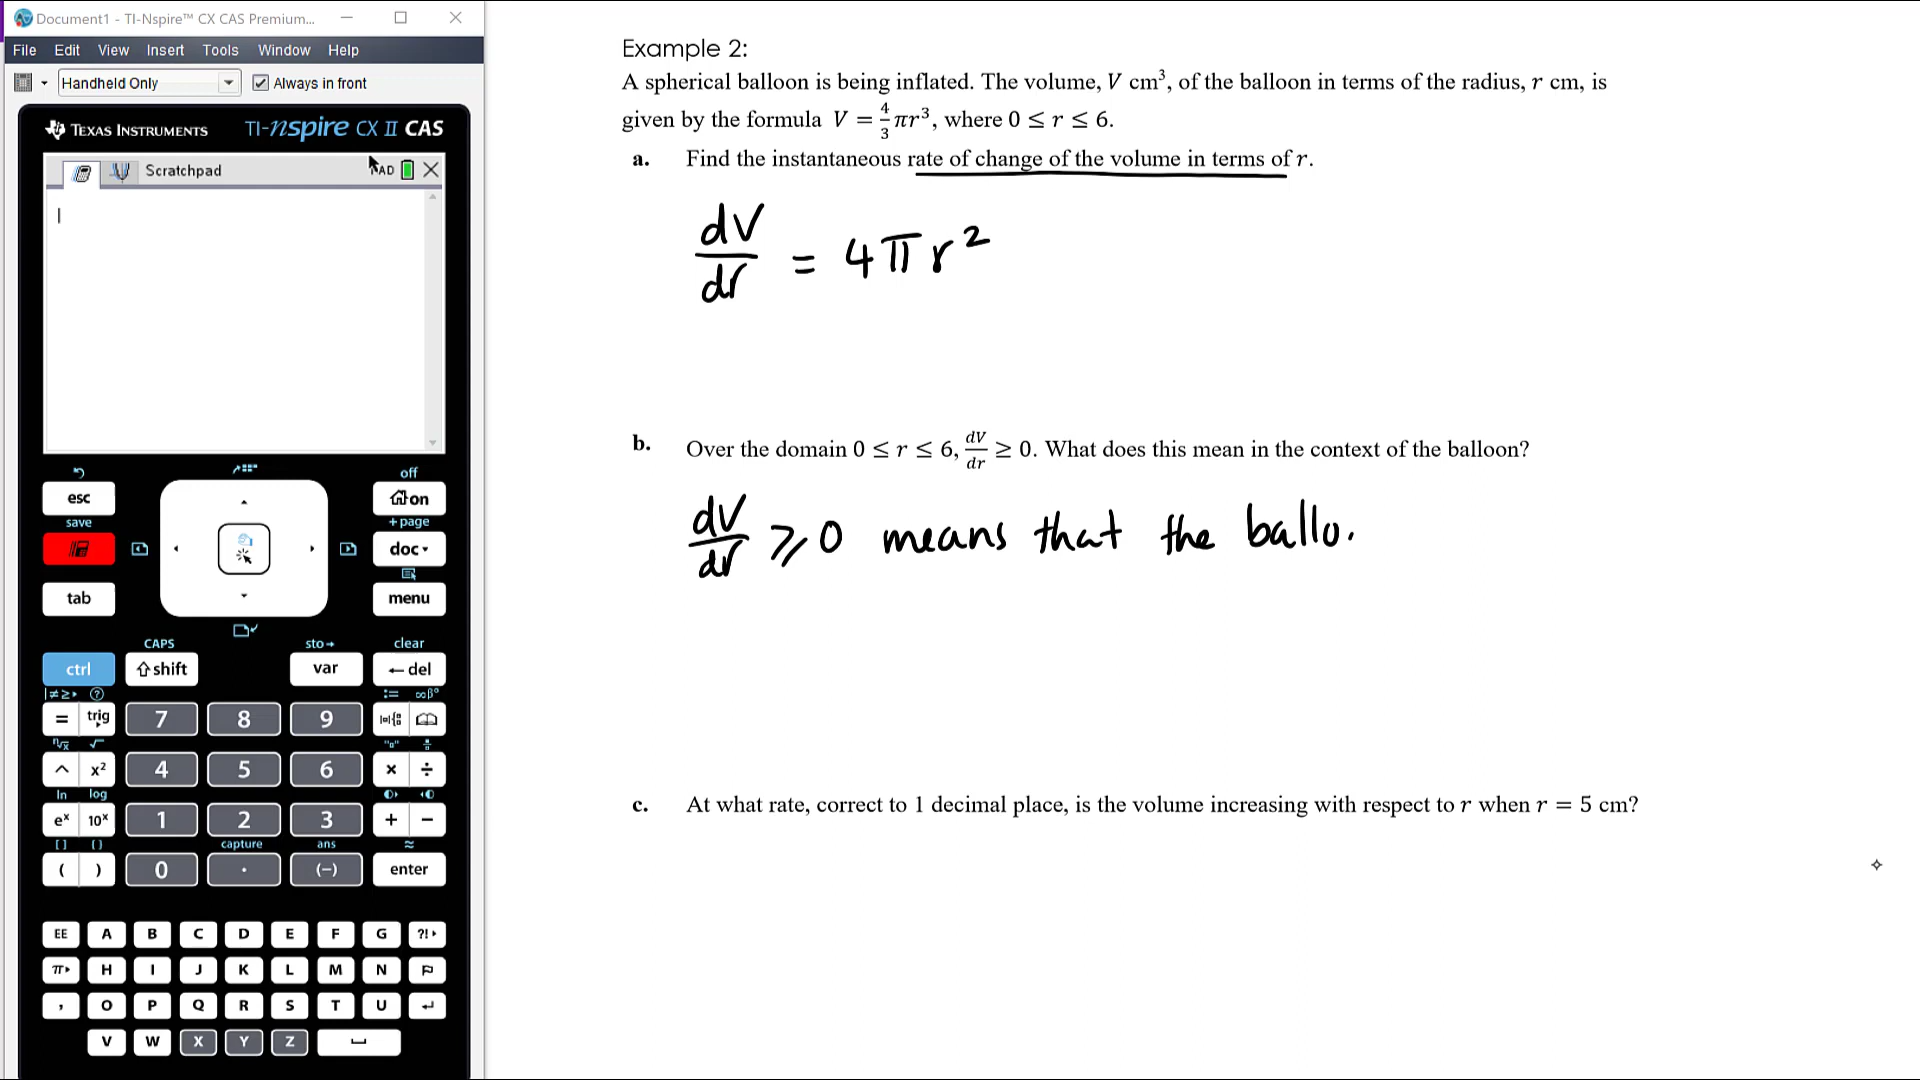 Document1 - TI-Nspire™ CX CAS Premium...
File Edit View Insert Tools Window Help
Handheld Only Always in front
TEXAS INSTRUMENTS TI-nspire CX II CAS
Scratchpad RAD
off
esc on
save + page
doc
tab menu
CAPS sto→ clear
ctrl shift var ← del
|≠≥▸ ? := ∞β°
= trig 7 8 9
ⁿ√x √ "□"
^ x² 4 5 6 × ÷
ln log
eˣ 10ˣ 1 2 3 + −
[ ] { } capture ans ≈
( ) 0 . (−) enter
EE A B C D E F G ?!▸
π▸ H I J K L M N
, O P Q R S T U ↵
V W X Y Z
Example 2:
A spherical balloon is being inflated. The volume, V cm³, of the balloon in terms of the radius, r cm, is
given by the formula V = 4/3 πr³, where 0 ≤ r ≤ 6.
a. Find the instantaneous rate of change of the volume in terms of r.
dV/dr = 4πr²
b. Over the domain 0 ≤ r ≤ 6, dV/dr ≥ 0. What does this mean in the context of the balloon?
dV/dr ⩾ 0 means that the ballo.
c. At what rate, correct to 1 decimal place, is the volume increasing with respect to r when r = 5 cm?